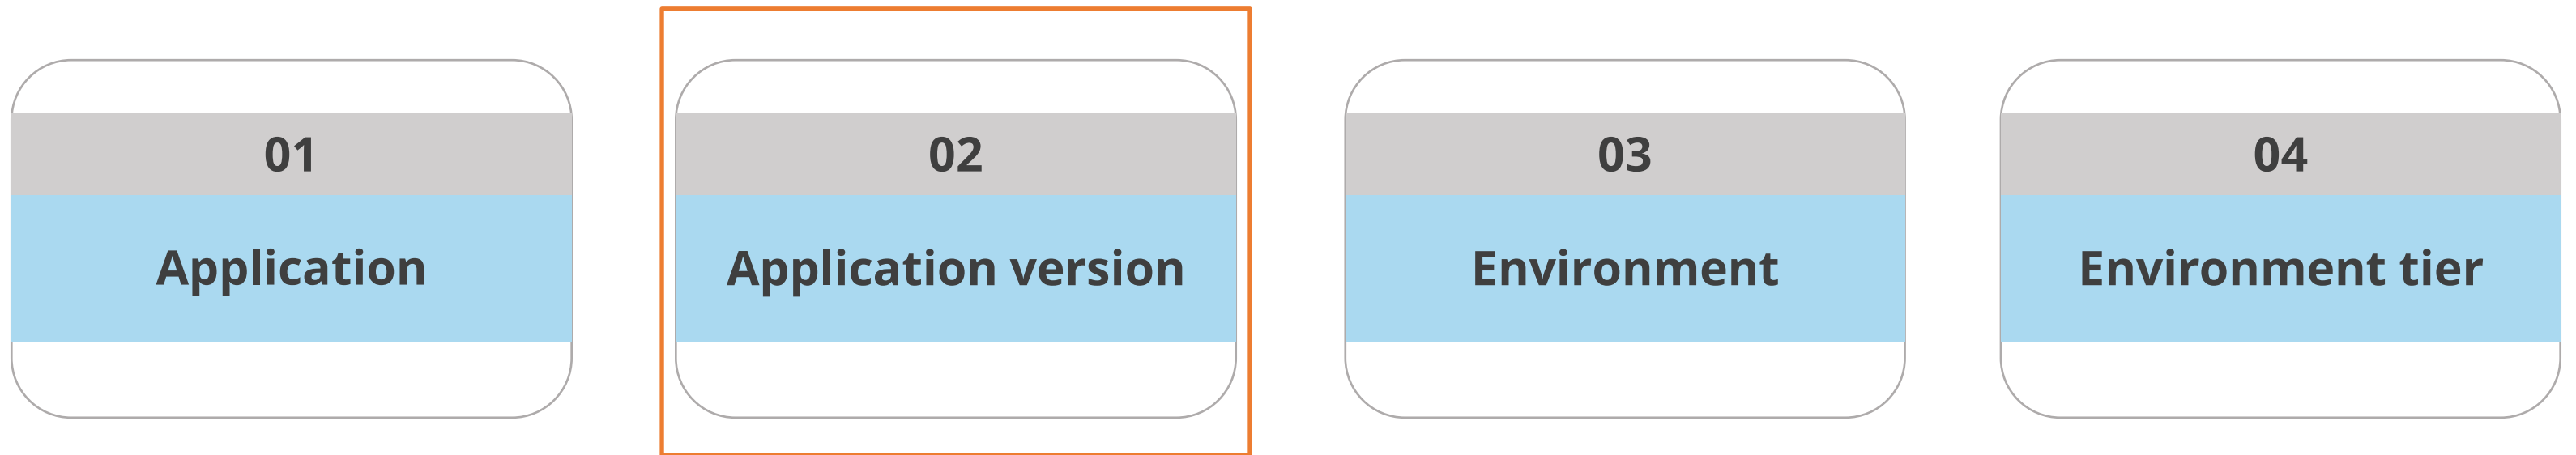 01
Application
02
Application version
03
Environment
04
Environment tier